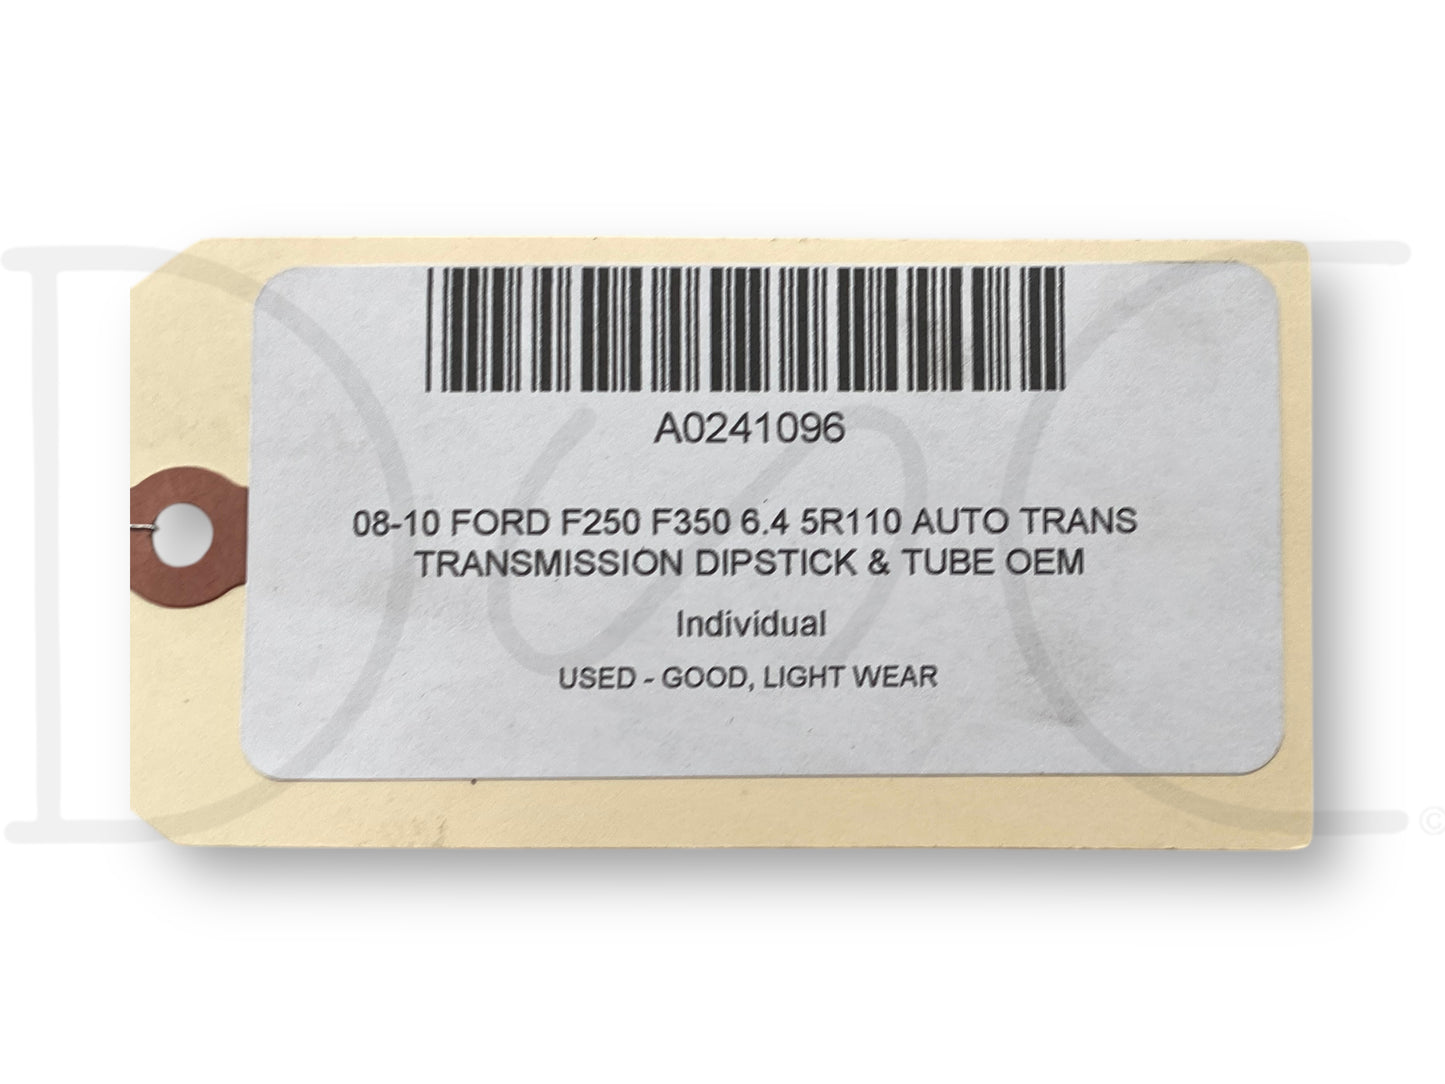 A0241096
08-10 FORD F250 F350 6.4 5R110 AUTO TRANS
TRANSMISSION DIPSTICK & TUBE OEM
Individual
USED - GOOD, LIGHT WEAR
©